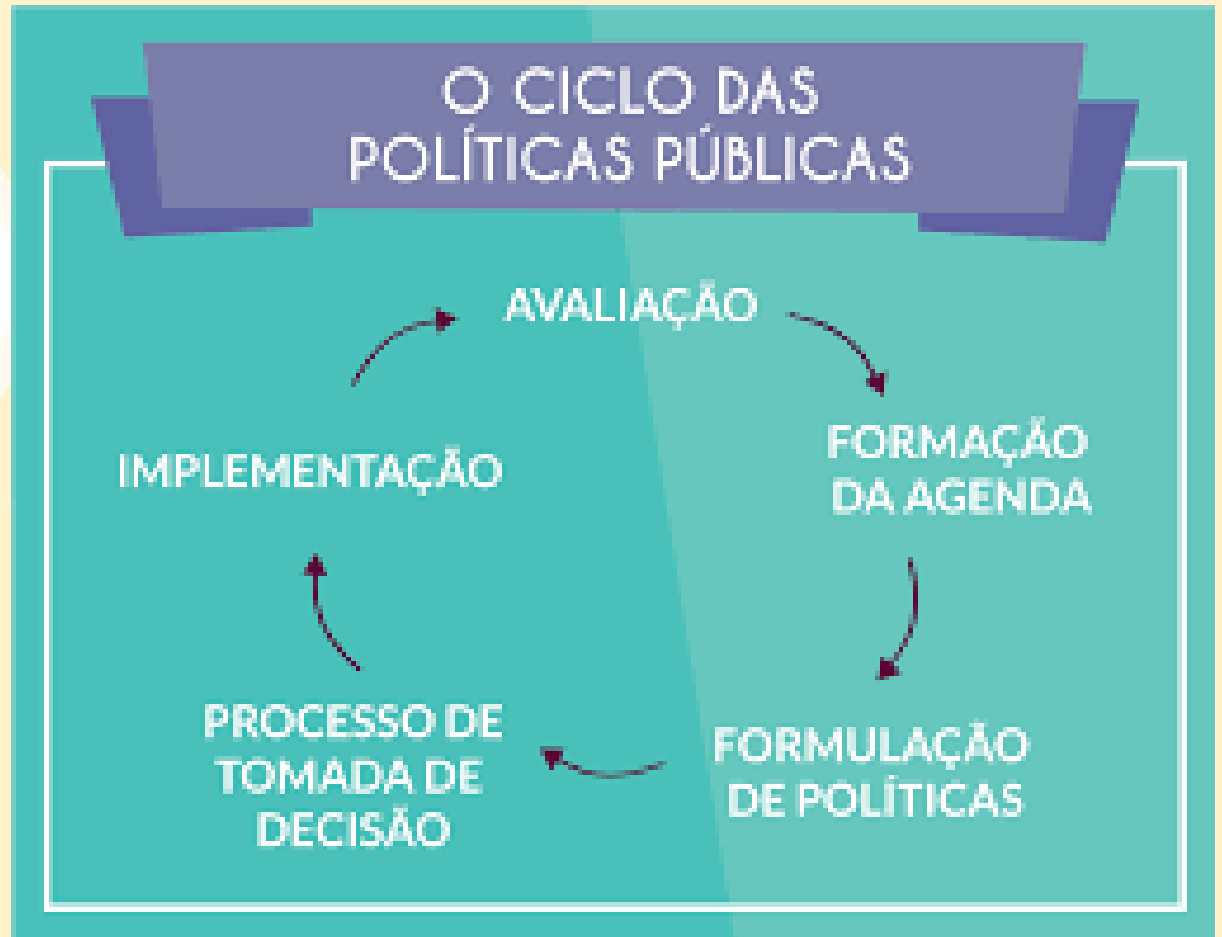 O CICLO DAS
POLÍTICAS PÚBLICAS
AVALIAÇÃO
FORMAÇÃO
DA AGENDA
FORMULAÇÃO
DE POLÍTICAS
PROCESSO DE
TOMADA DE
DECISÃO
IMPLEMENTAÇÃO